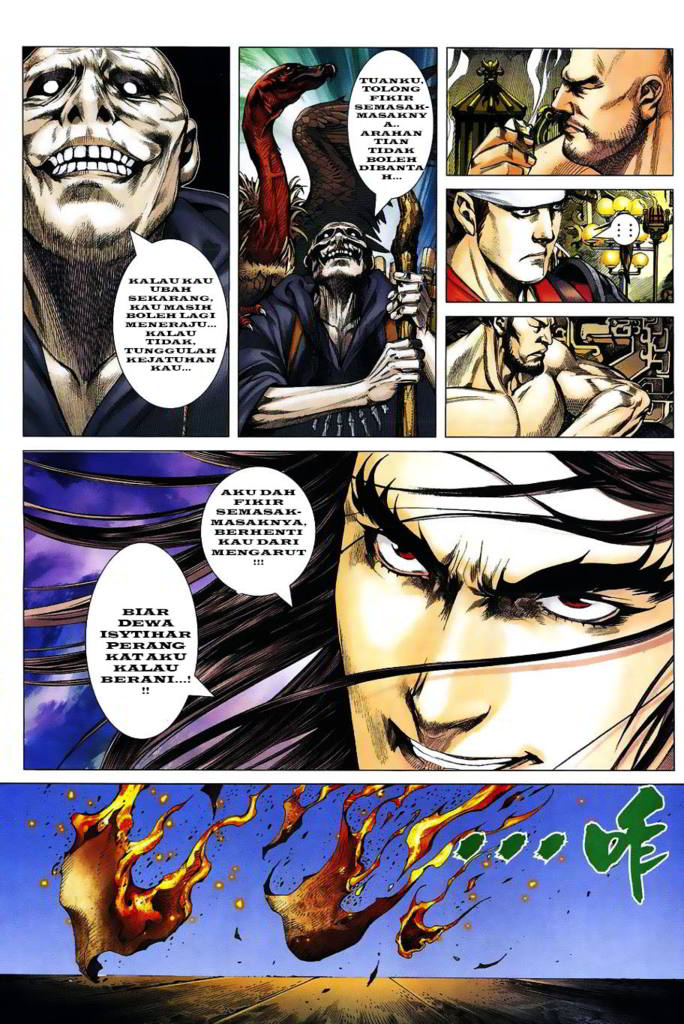 KALAU KAU
UBAH
SEKARANG,
KAU MASIH
BOLEH LAGI
MENERAJU...
KALAU
TIDAK,
TUNGGULAH
KEJATUHAN
KAU...
TUANKU,
TOLONG
FIKIR
SEMASAK-
MASAKNY
A..
ARAHAN
TIAN
TIDAK
BOLEH
DIBANTA
H...
......
AKU DAH
FIKIR
SEMASAK-
MASAKNYA,
BERHENTI
KAU DARI
MENGARUT
!!!
BIAR
DEWA
ISYTIHAR
PERANG
KAT AKU
KALAU
BERANI...!
!!
...咋